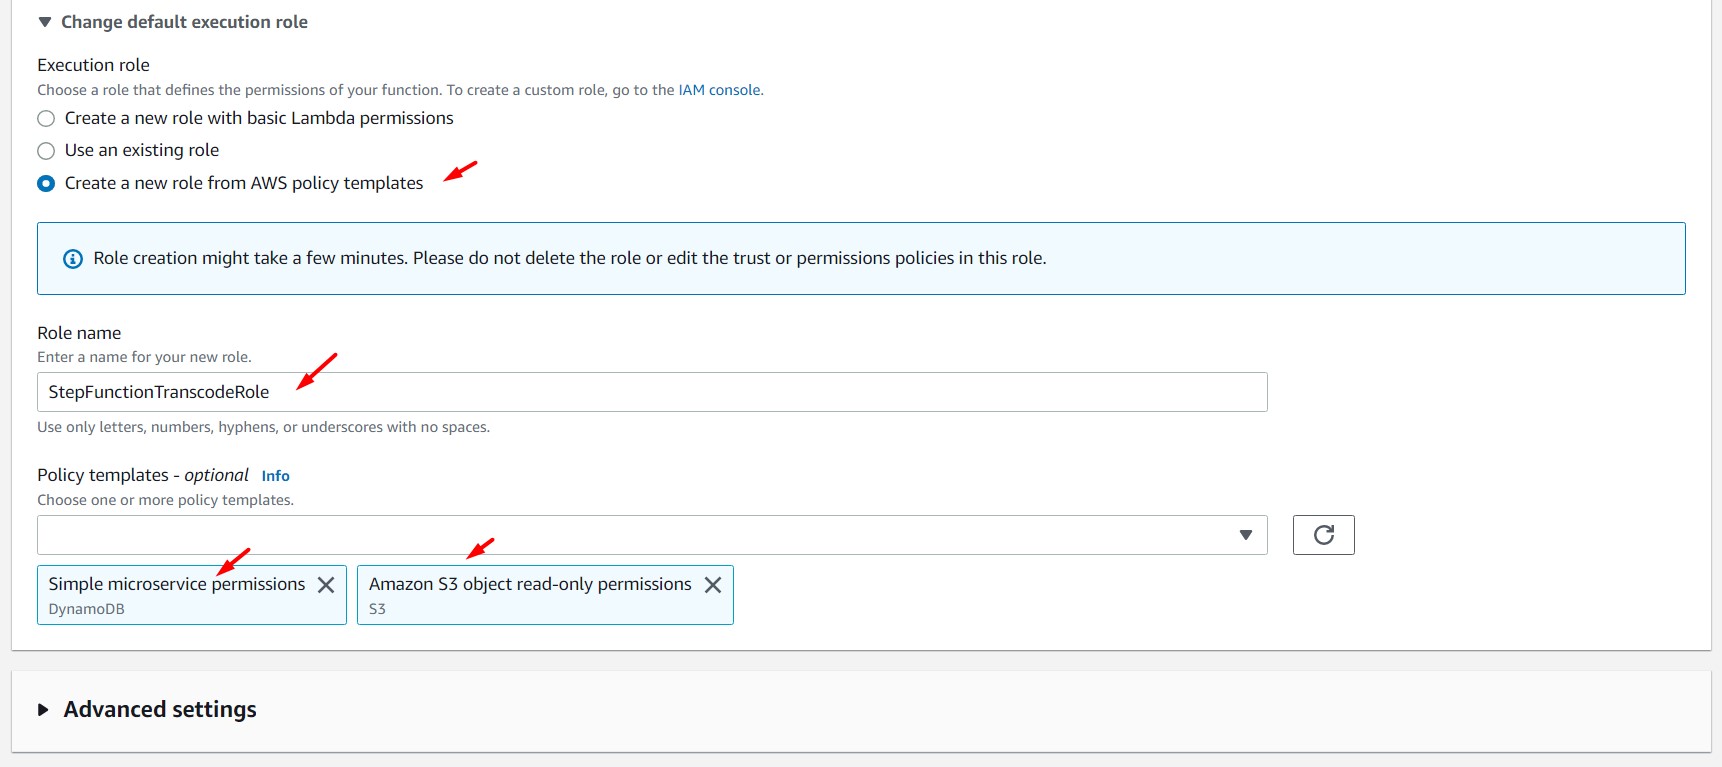 Change default execution role
Execution role
Choose a role that defines the permissions of your function. To create a custom role, go to the IAM console.
Create a new role with basic Lambda permissions
Use an existing role
Create a new role from AWS policy templates
Role creation might take a few minutes. Please do not delete the role or edit the trust or permissions policies in this role.
Role name
Enter a name for your new role.
StepFunctionTranscodeRole
Use only letters, numbers, hyphens, or underscores with no spaces.
Policy templates - optional Info
Choose one or more policy templates.
Simple microservice permissions
DynamoDB
Amazon S3 object read-only permissions
S3
Advanced settings